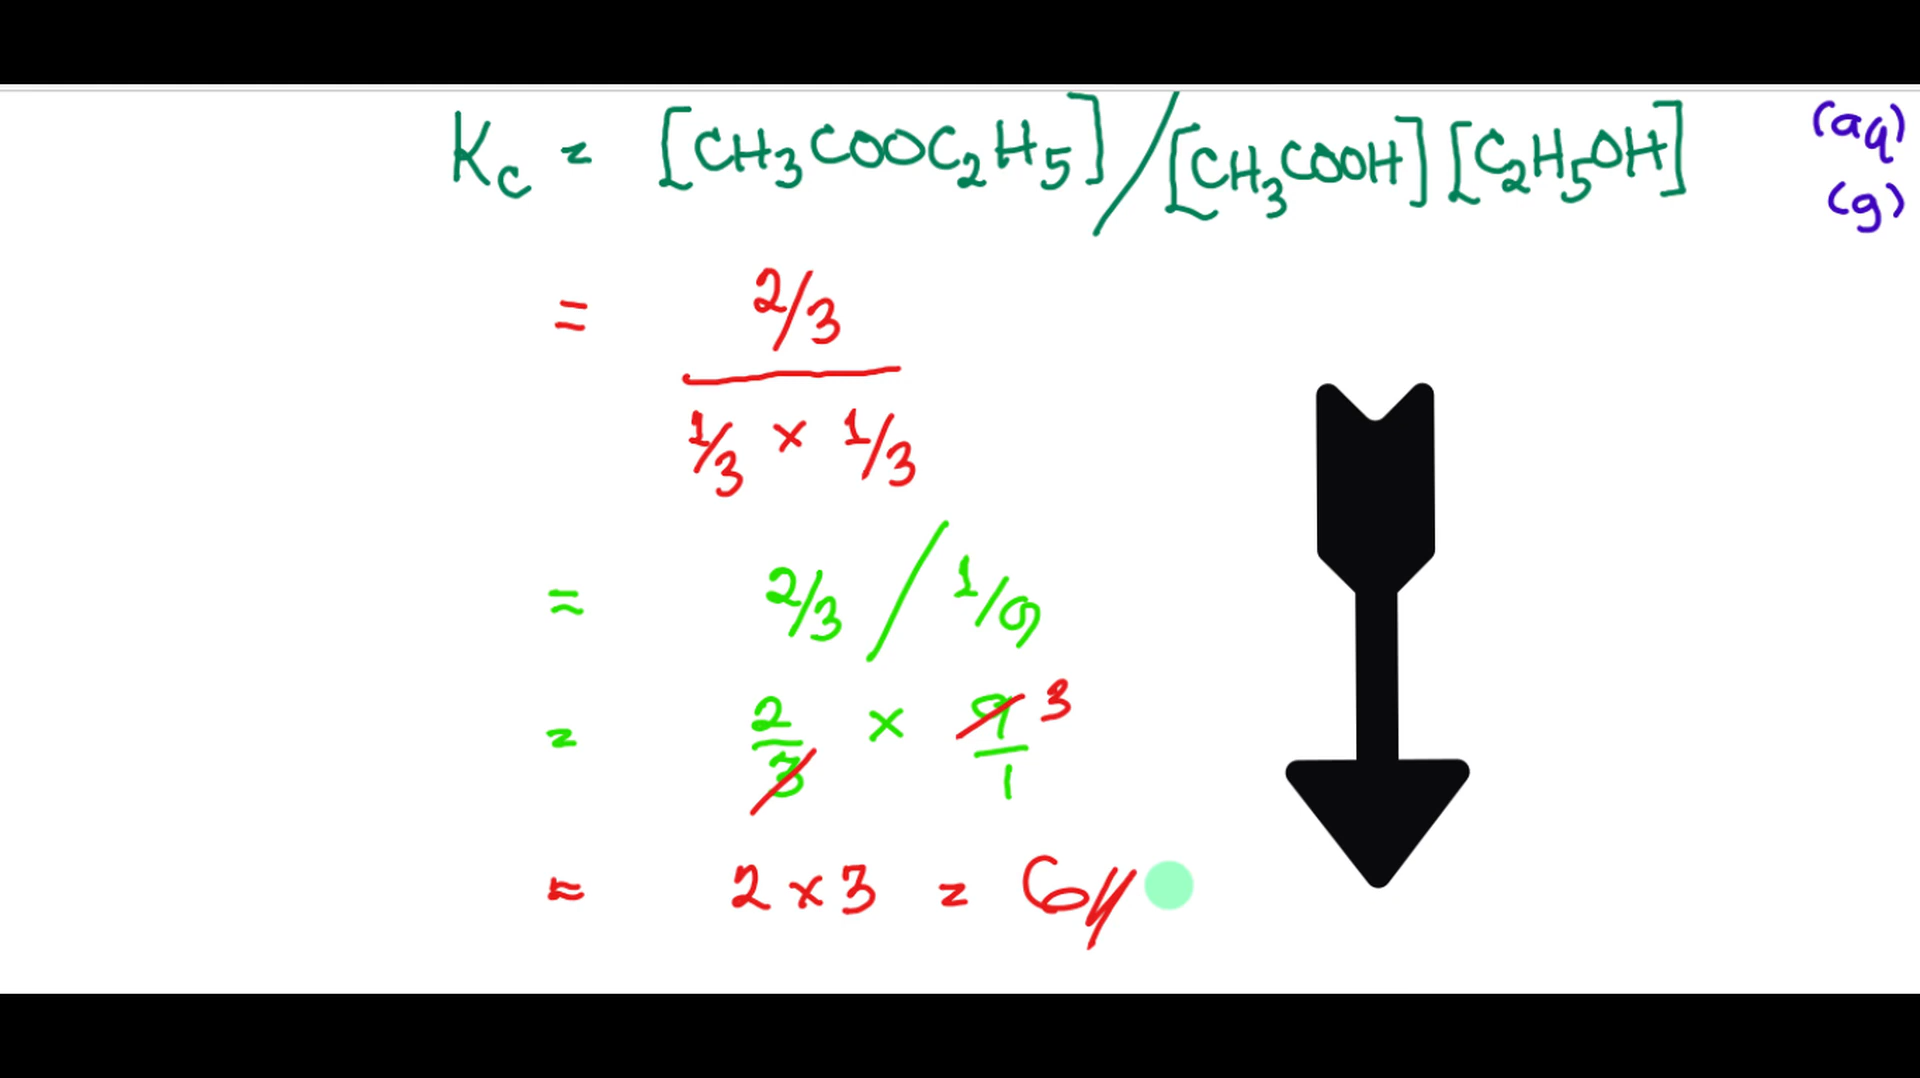 Kc = [CH₃COOC₂H₅] / [CH₃COOH][C₂H₅OH] (aq)
(g)
= 2/3
1/3 × 1/3
= 2/3 / 1/9
= 2/3 × 9/1 3
= 2 × 3 = 6//